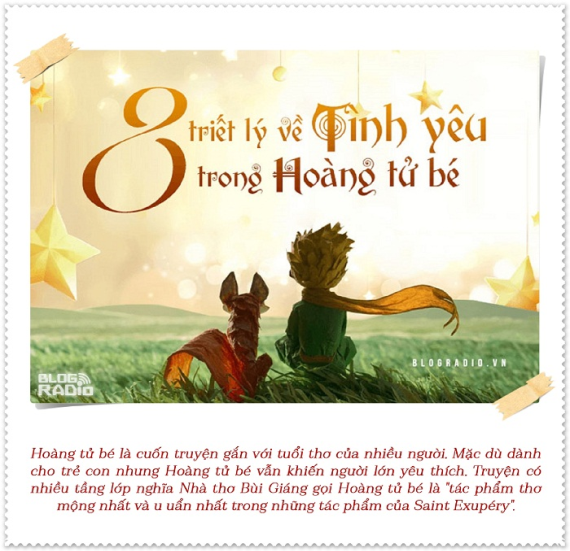 8 triết lý về Tình yêu
trong Hoàng tử bé
BLOGRADIO.VN
BLOG
RADIO
Hoàng tử bé là cuốn truyện gắn với tuổi thơ của nhiều người. Mặc dù dành
cho trẻ con nhưng Hoàng tử bé vẫn khiến người lớn yêu thích. Truyện có
nhiều tầng lớp nghĩa Nhà thơ Bùi Giáng gọi Hoàng tử bé là "tác phẩm thơ
mộng nhất và u uẩn nhất trong những tác phẩm của Saint Exupéry".